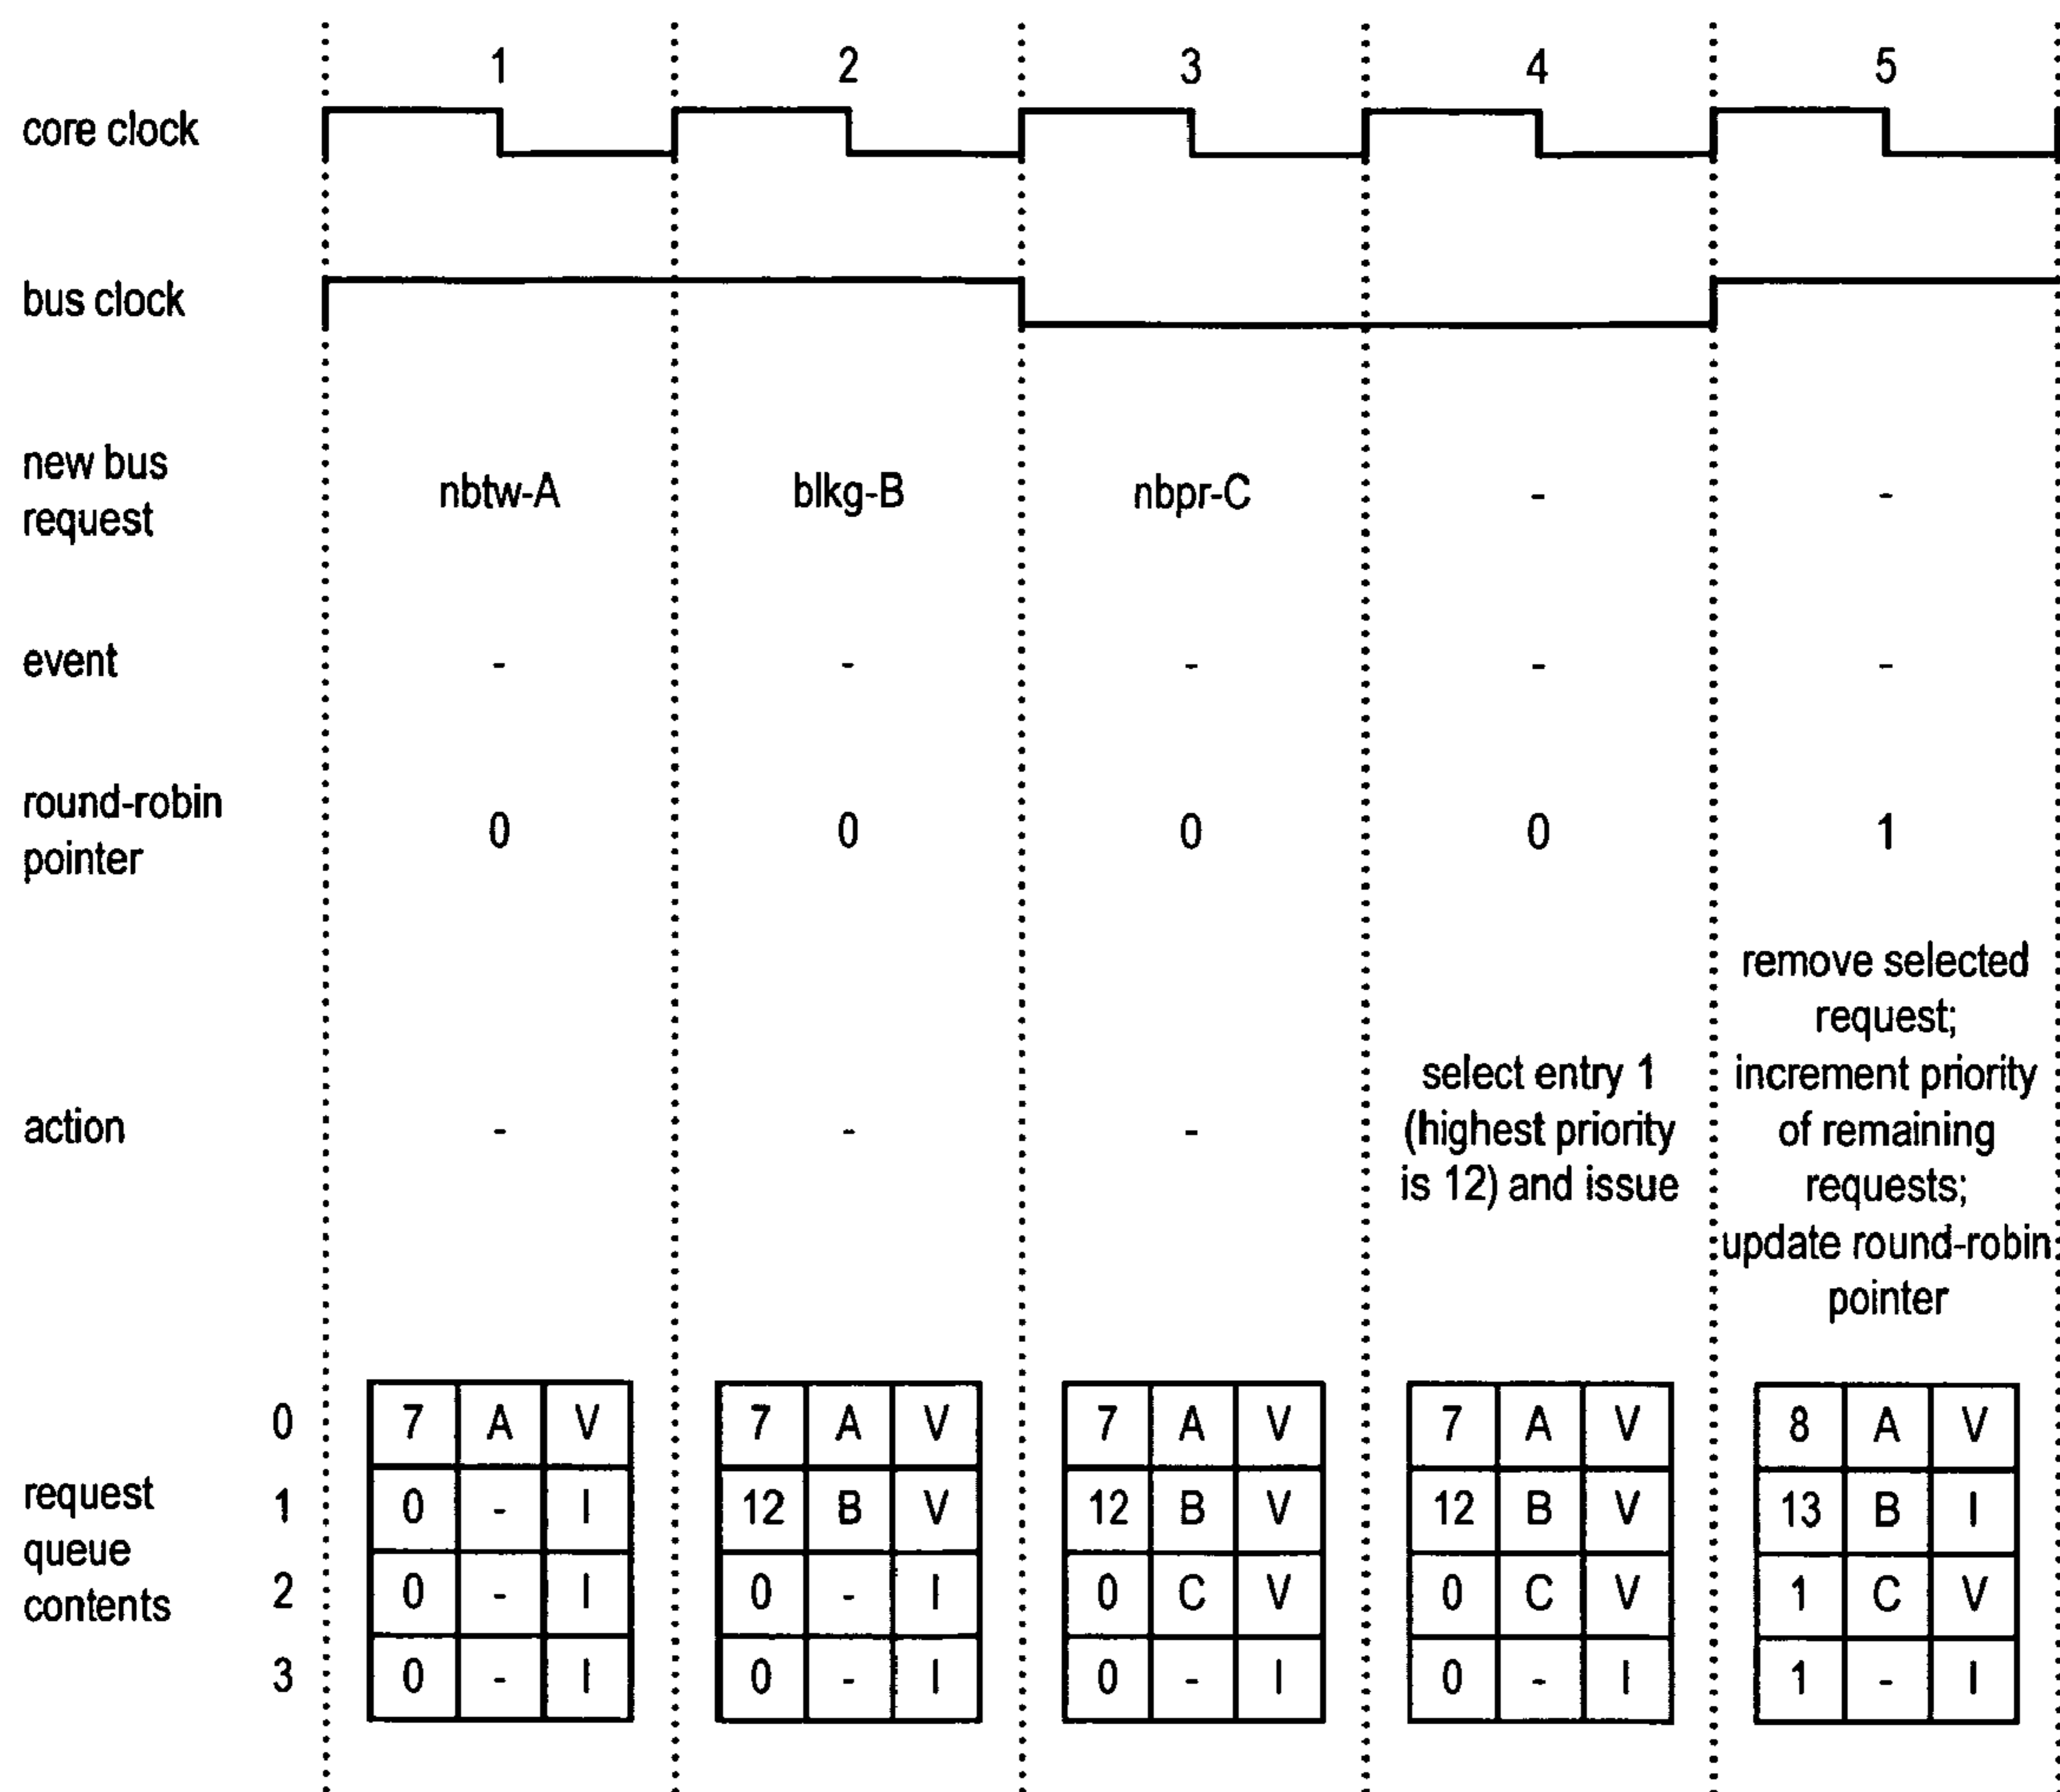 1 2 3 4 5
core clock
bus clock
new bus
request
nbtw-A blkg-B nbpr-C - -
event - - - - -
round-robin
pointer
0 0 0 0 1
action - - -
select entry 1
(highest priority
is 12) and issue
remove selected
request;
increment priority
of remaining
requests;
update round-robin
pointer
request
queue
contents
0 7 A V 7 A V 7 A V 7 A V 8 A V
1 0 - I 12 B V 12 B V 12 B V 13 B I
2 0 - I 0 - I 0 C V 0 C V 1 C V
3 0 - I 0 - I 0 - I 0 - I 1 - I